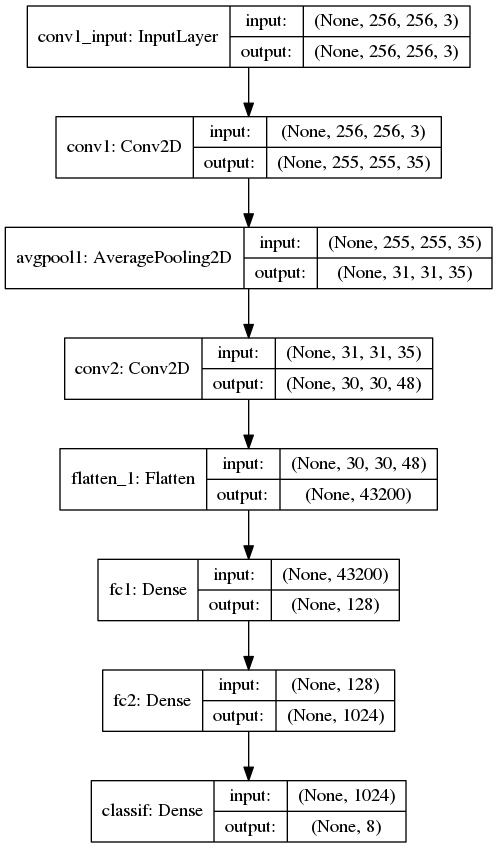 conv1_input: InputLayer
input: (None, 256, 256, 3)
output: (None, 256, 256, 3)
conv1: Conv2D
input: (None, 256, 256, 3)
output: (None, 255, 255, 35)
avgpool1: AveragePooling2D
input: (None, 255, 255, 35)
output: (None, 31, 31, 35)
conv2: Conv2D
input: (None, 31, 31, 35)
output: (None, 30, 30, 48)
flatten_1: Flatten
input: (None, 30, 30, 48)
output: (None, 43200)
fc1: Dense
input: (None, 43200)
output: (None, 128)
fc2: Dense
input: (None, 128)
output: (None, 1024)
classif: Dense
input: (None, 1024)
output: (None, 8)